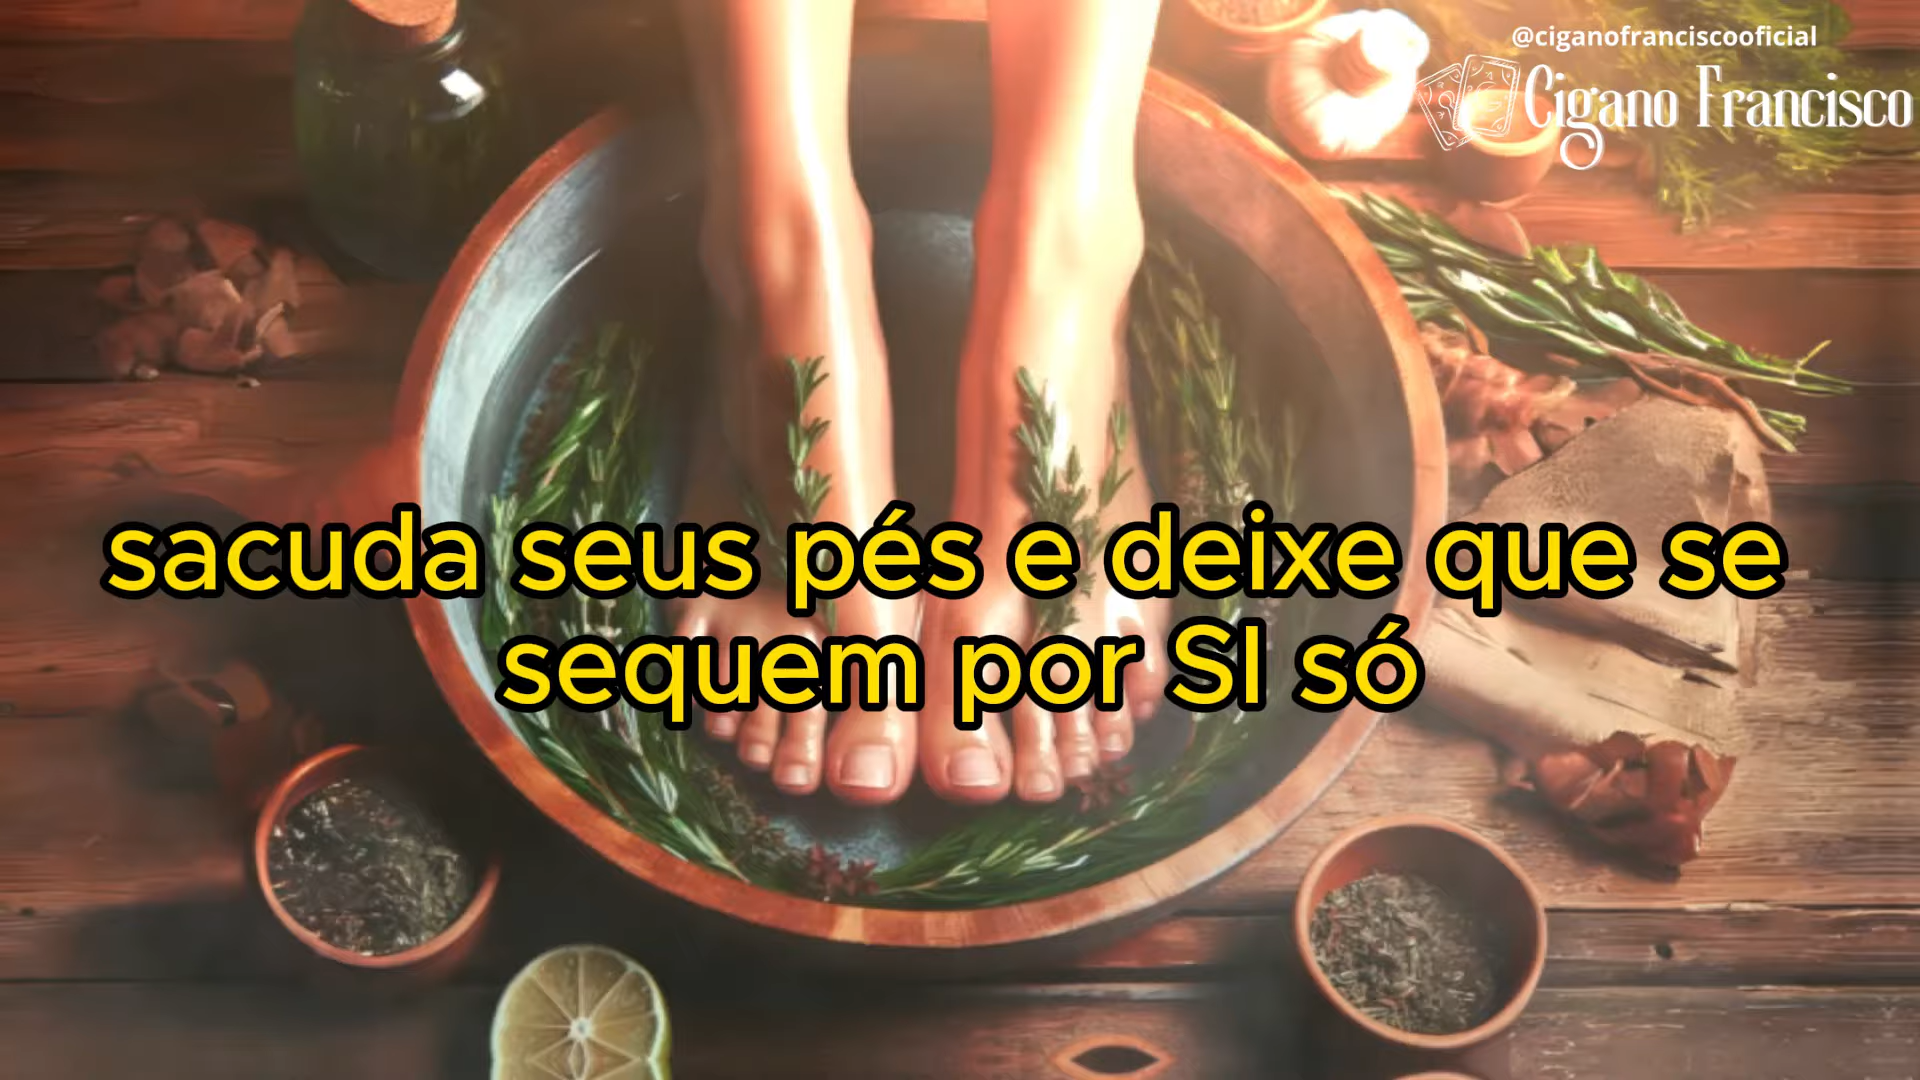 @ciganofranciscooficial
Cigano Francisco
sacuda seus pés e deixe que se
sequem por SI só